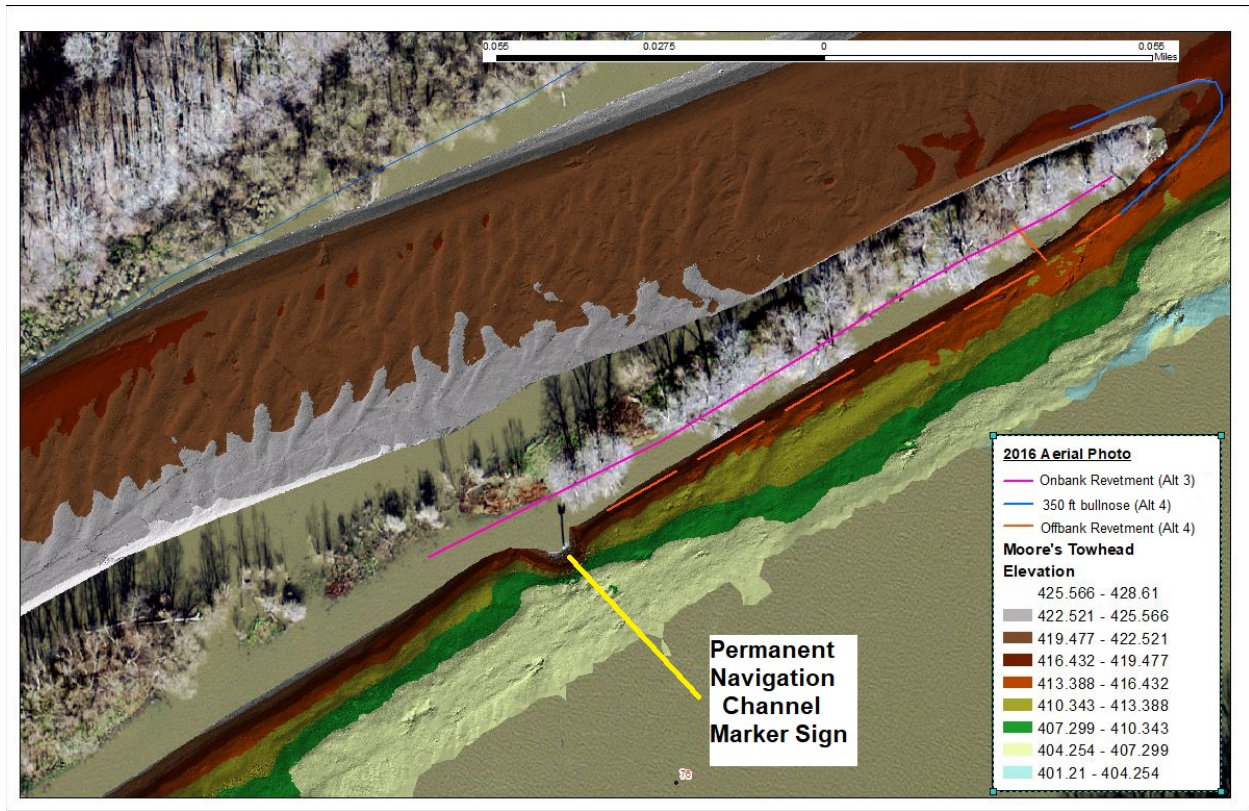 0.055 0.0275 0 0.055
Miles
2016 Aerial Photo
Onbank Revetment (Alt 3)
350 ft bullnose (Alt 4)
Offbank Revetment (Alt 4)
Moore's Towhead
Elevation
425.566 - 428.61
422.521 - 425.566
419.477 - 422.521
416.432 - 419.477
413.388 - 416.432
410.343 - 413.388
407.299 - 410.343
404.254 - 407.299
401.21 - 404.254
Permanent
Navigation
Channel
Marker Sign
76